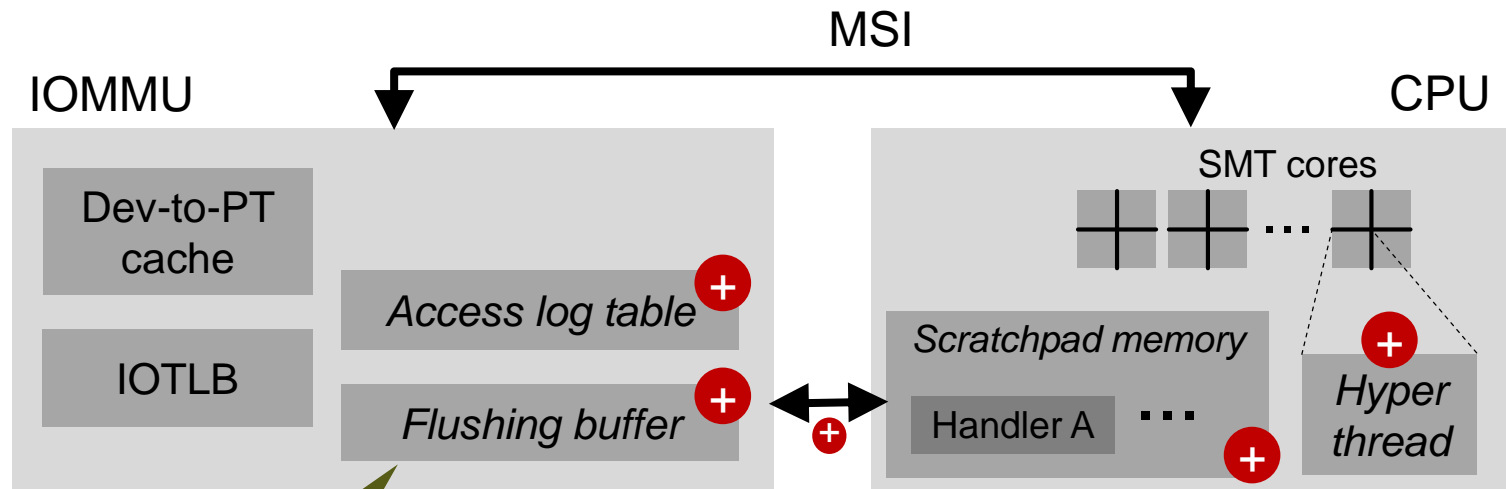 MSI
IOMMU
CPU
SMT cores
Dev-to-PT
cache
...
+
Access log table
+
Scratchpad memory
+
IOTLB
Hyper
thread
+
Flushing buffer
+
Handler A
...
+